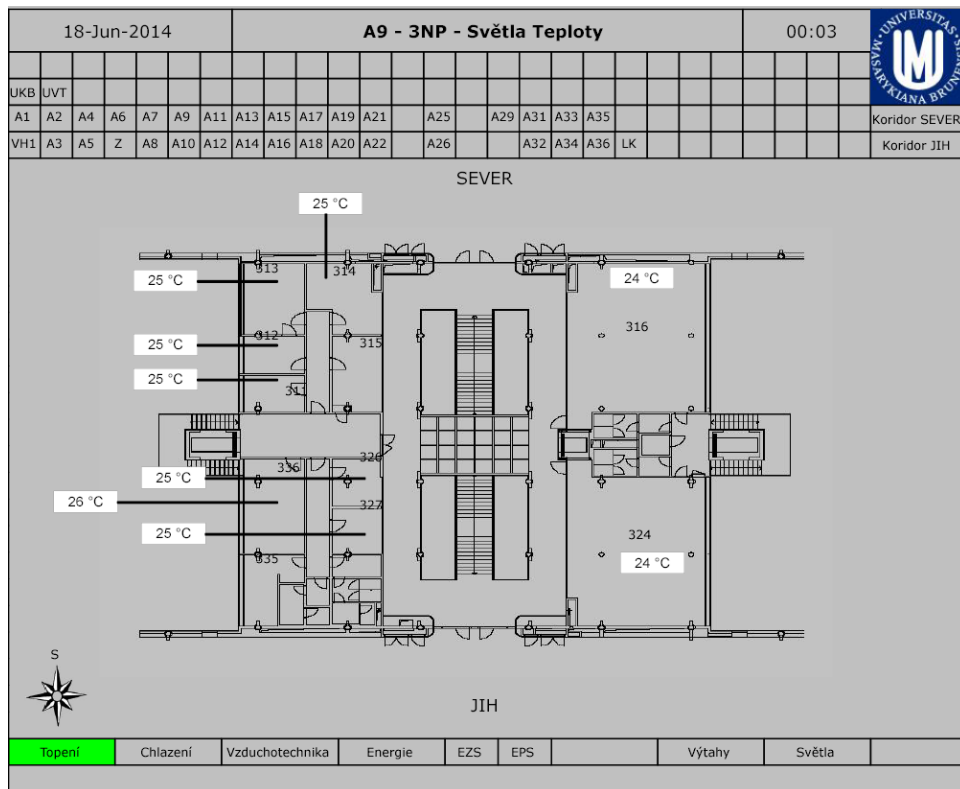 18-Jun-2014 A9 - 3NP - Světla Teploty 00:03
UNIVERSITAS MASARYKIANA BRUNENSIS
UKB UVT
A1 A2 A4 A6 A7 A9 A11 A13 A15 A17 A19 A21 A25 A29 A31 A33 A35 Koridor SEVER
VH1 A3 A5 Z A8 A10 A12 A14 A16 A18 A20 A22 A26 A32 A34 A36 LK Koridor JIH
SEVER
25 °C
313 314
25 °C 24 °C
316
312 315
25 °C
25 °C
311
326
336
25 °C
26 °C
327
25 °C 324
335
24 °C
S
JIH
Topení Chlazení Vzduchotechnika Energie EZS EPS Výtahy Světla